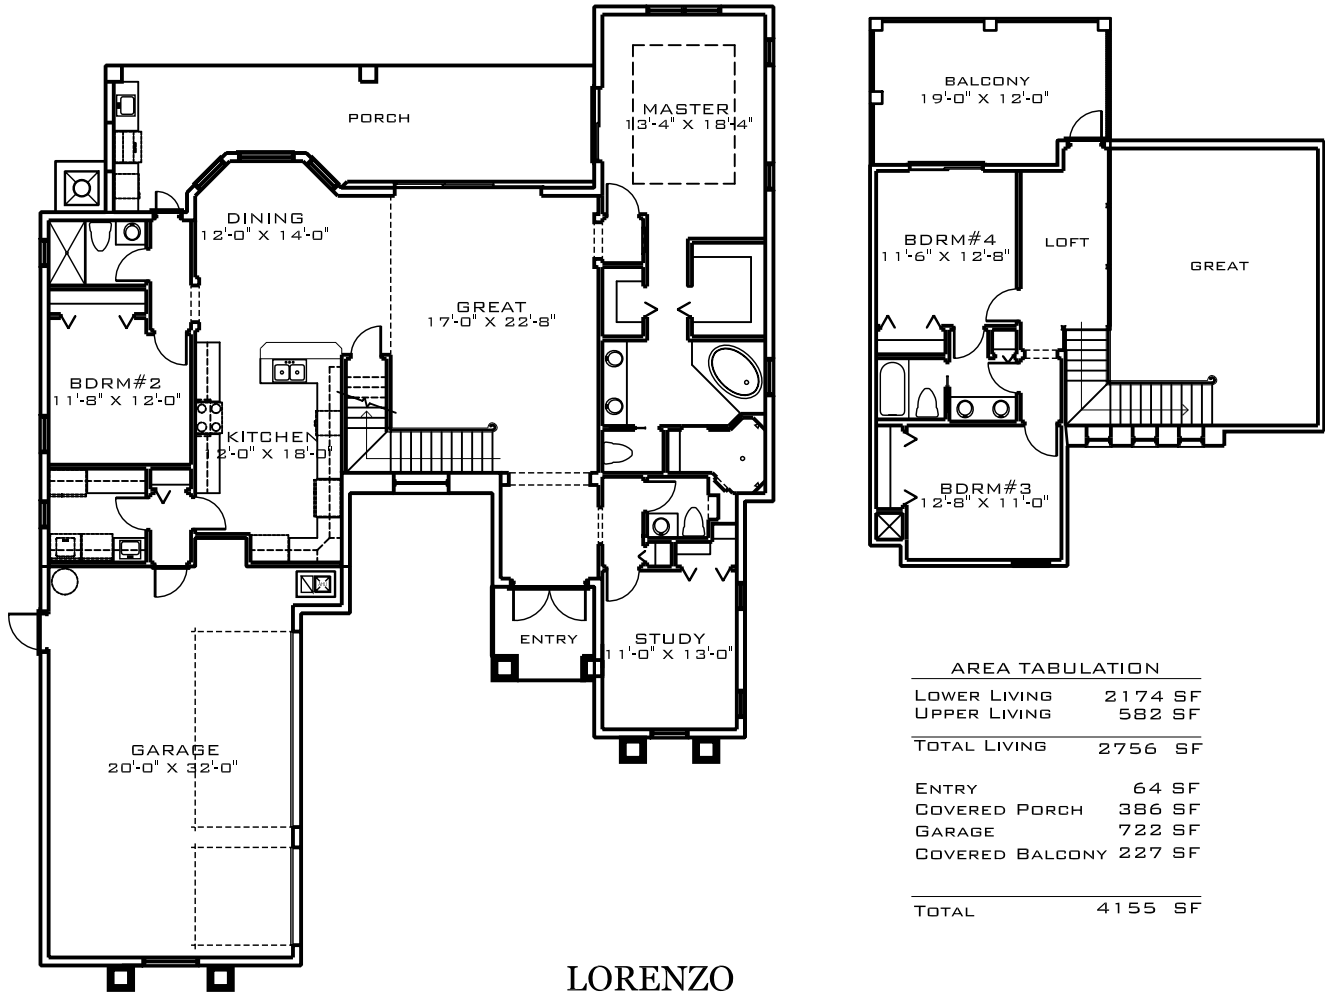 PORCH
MASTER
13'-4" X 18'-4"
DINING
12'-0" X 14'-0"
GREAT
17'-0" X 22'-8"
BDRM#2
11'-8" X 12'-0"
KITCHEN
12'-0" X 18'-0"
ENTRY
STUDY
11'-0" X 13'-0"
GARAGE
20'-0" X 32'-0"
BALCONY
19'-0" X 12'-0"
BDRM#4
11'-6" X 12'-8"
LOFT
GREAT
BDRM#3
12'-8" X 11'-0"
AREA TABULATION
LOWER LIVING 2174 SF
UPPER LIVING 582 SF
TOTAL LIVING 2756 SF
ENTRY 64 SF
COVERED PORCH 386 SF
GARAGE 722 SF
COVERED BALCONY 227 SF
TOTAL 4155 SF
LORENZO